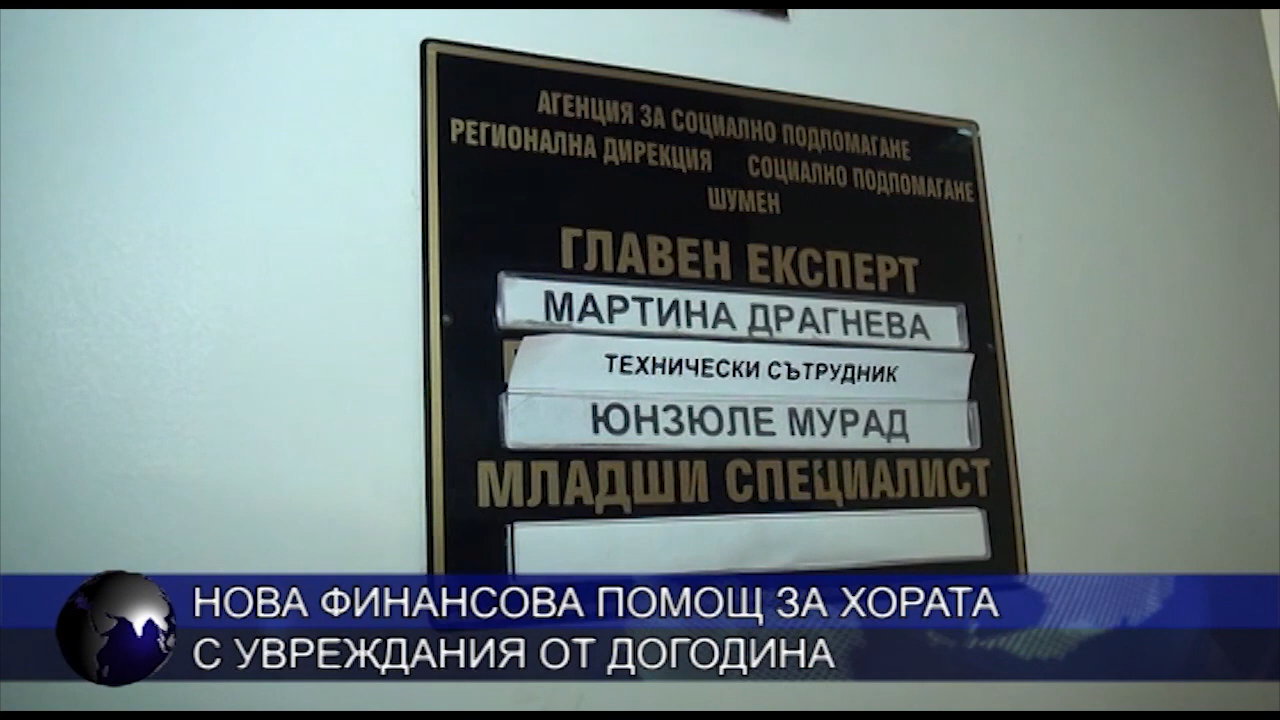 АГЕНЦИЯ ЗА СОЦИАЛНО ПОДПОМАГАНЕ
РЕГИОНАЛНА ДИРЕКЦИЯ СОЦИАЛНО ПОДПОМАГАНЕ
ШУМЕН
ГЛАВЕН ЕКСПЕРТ
МАРТИНА ДРАГНЕВА
ТЕХНИЧЕСКИ СЪТРУДНИК
ЮНЗЮЛЕ МУРАД
МЛАДШИ СПЕЦИАЛИСТ
НОВА ФИНАНСОВА ПОМОЩ ЗА ХОРАТА
С УВРЕЖДАНИЯ ОТ ДОГОДИНА